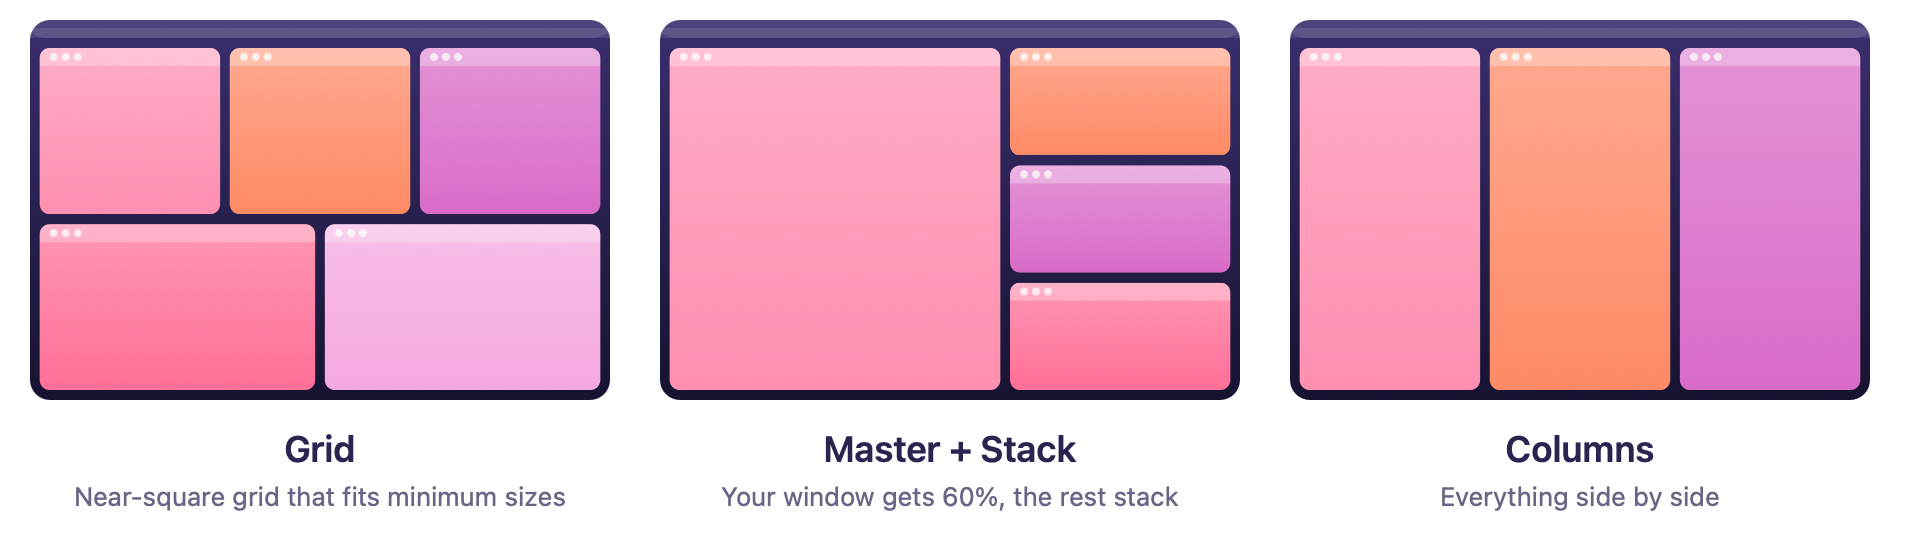 Grid
Near-square grid that fits minimum sizes
Master + Stack
Your window gets 60%, the rest stack
Columns
Everything side by side